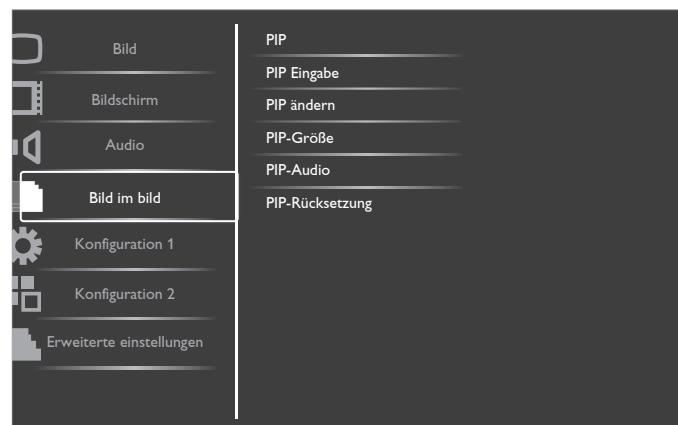 Bild
Bildschirm
Audio
Bild im bild
Konfiguration 1
Konfiguration 2
Erweiterte einstellungen
PIP
PIP Eingabe
PIP ändern
PIP-Größe
PIP-Audio
PIP-Rücksetzung